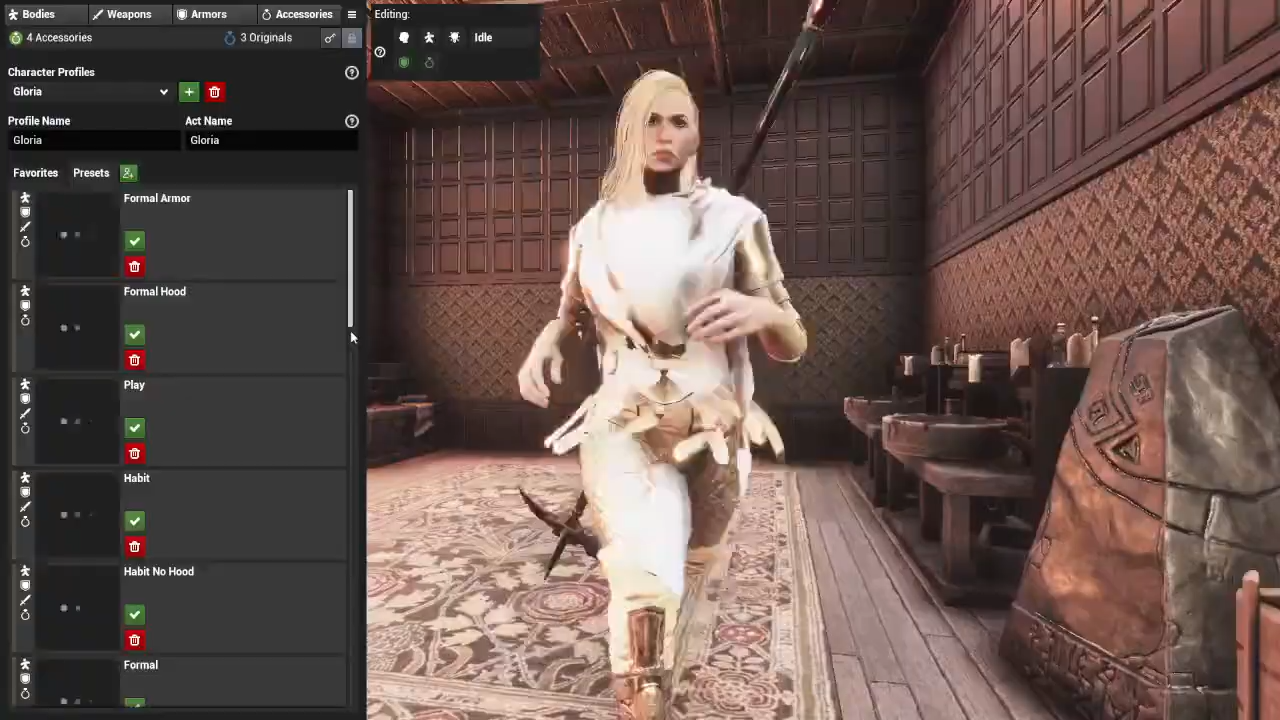 Bodies Weapons Armors Accessories
4 Accessories 3 Originals
Character Profiles
Gloria
Profile Name Act Name
Gloria Gloria
Favorites Presets
Formal Armor
Formal Hood
Play
Habit
Habit No Hood
Formal
Editing:
Idle